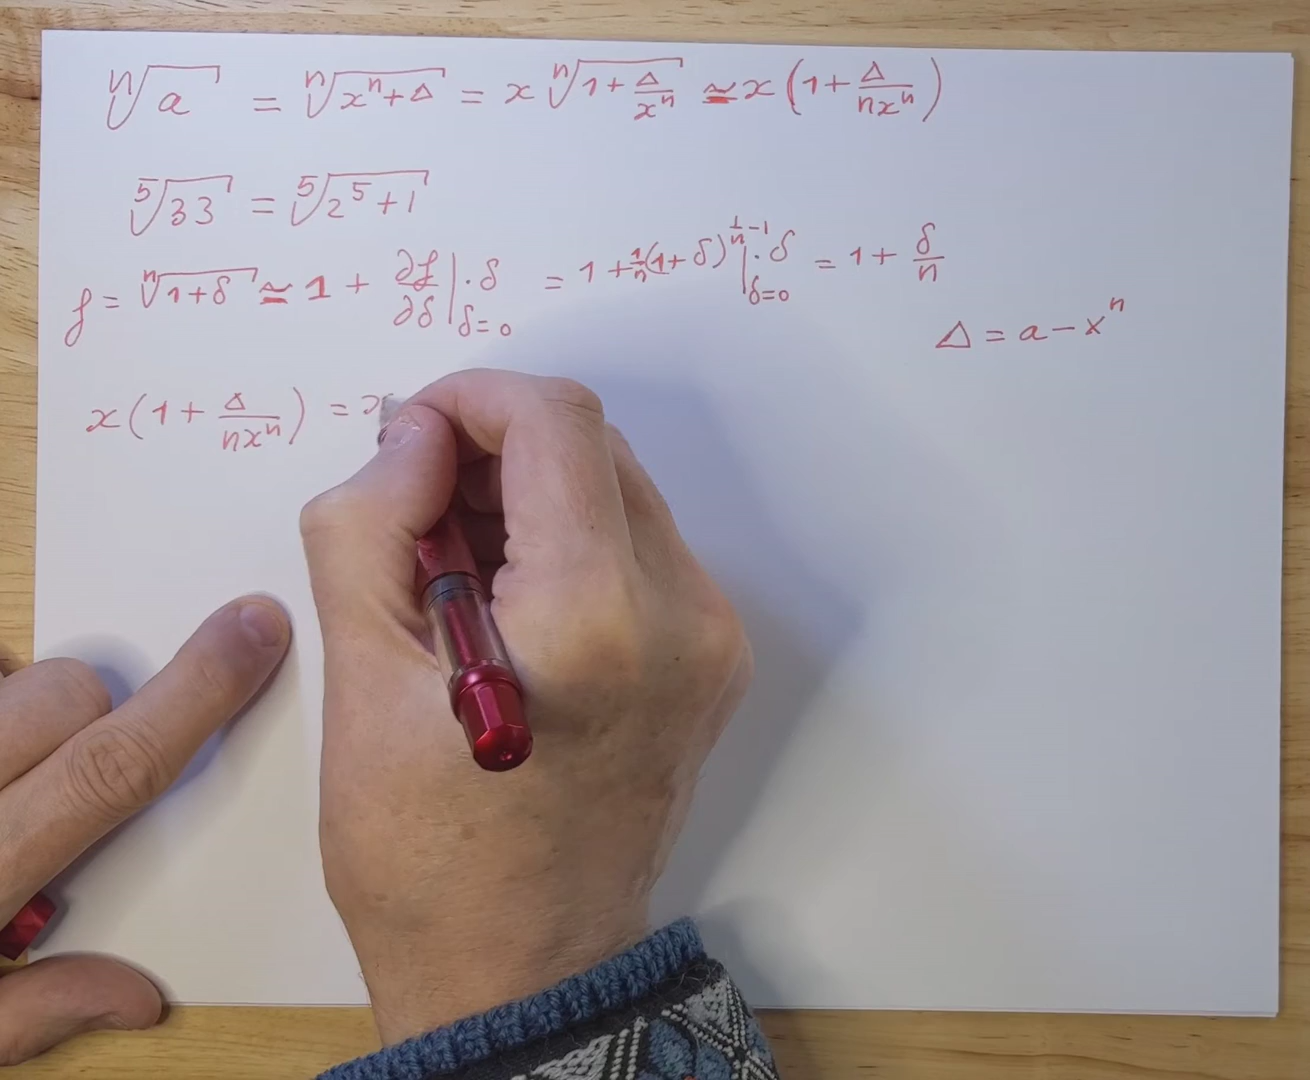 ⁿ√a = ⁿ√(xⁿ+Δ) = x ⁿ√(1+Δ/xⁿ) ≃ x(1+Δ/(nxⁿ))
⁵√33 = ⁵√(2⁵+1)
f = ⁿ√(1+δ) ≃ 1 + ∂f/∂δ|_{δ=0} · δ = 1 + 1/n(1+δ)^{1/n-1}|_{δ=0} · δ = 1 + δ/n
Δ = a - xⁿ
x(1+Δ/(nxⁿ)) =